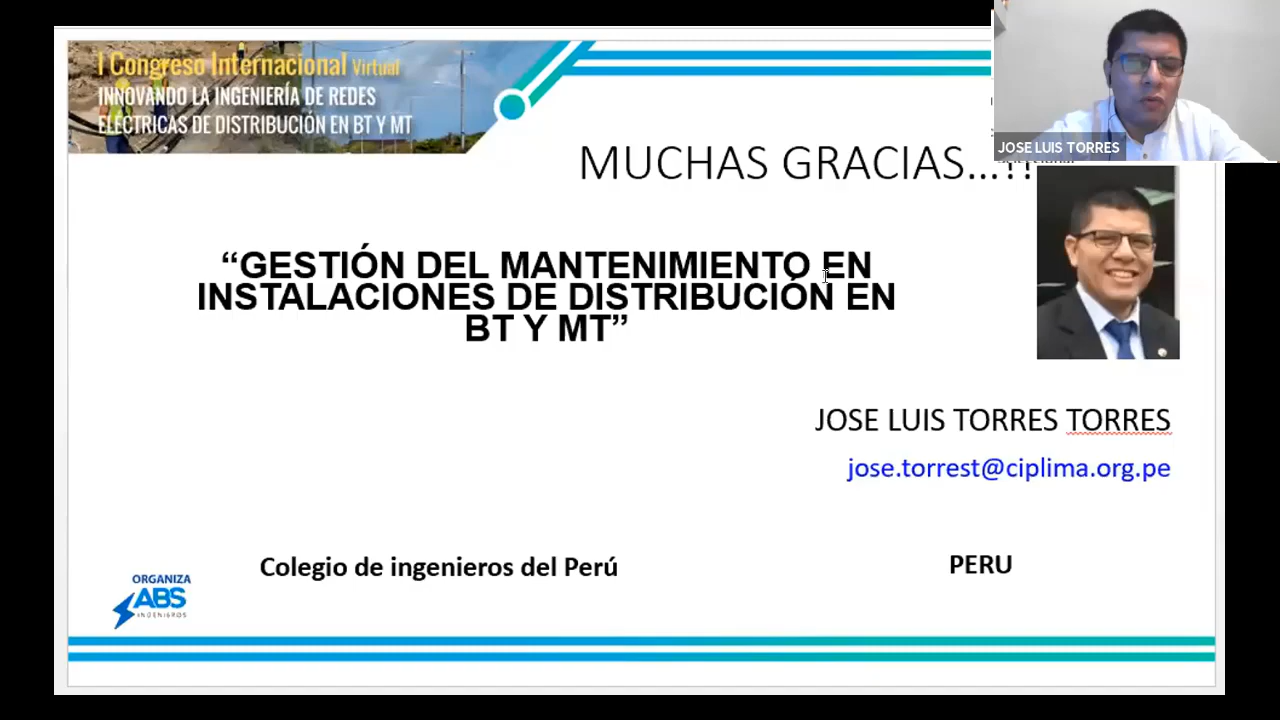 I Congreso Internacional Virtual
INNOVANDO LA INGENIERÍA DE REDES
ELÉCTRICAS DE DISTRIBUCIÓN EN BT Y MT
JOSE LUIS TORRES
MUCHAS GRACIAS...!!
“GESTIÓN DEL MANTENIMIENTO EN
INSTALACIONES DE DISTRIBUCIÓN EN
BT Y MT”
JOSE LUIS TORRES TORRES
jose.torrest@ciplima.org.pe
Colegio de ingenieros del Perú
PERU
ORGANIZA
ABS
INGENIEROS